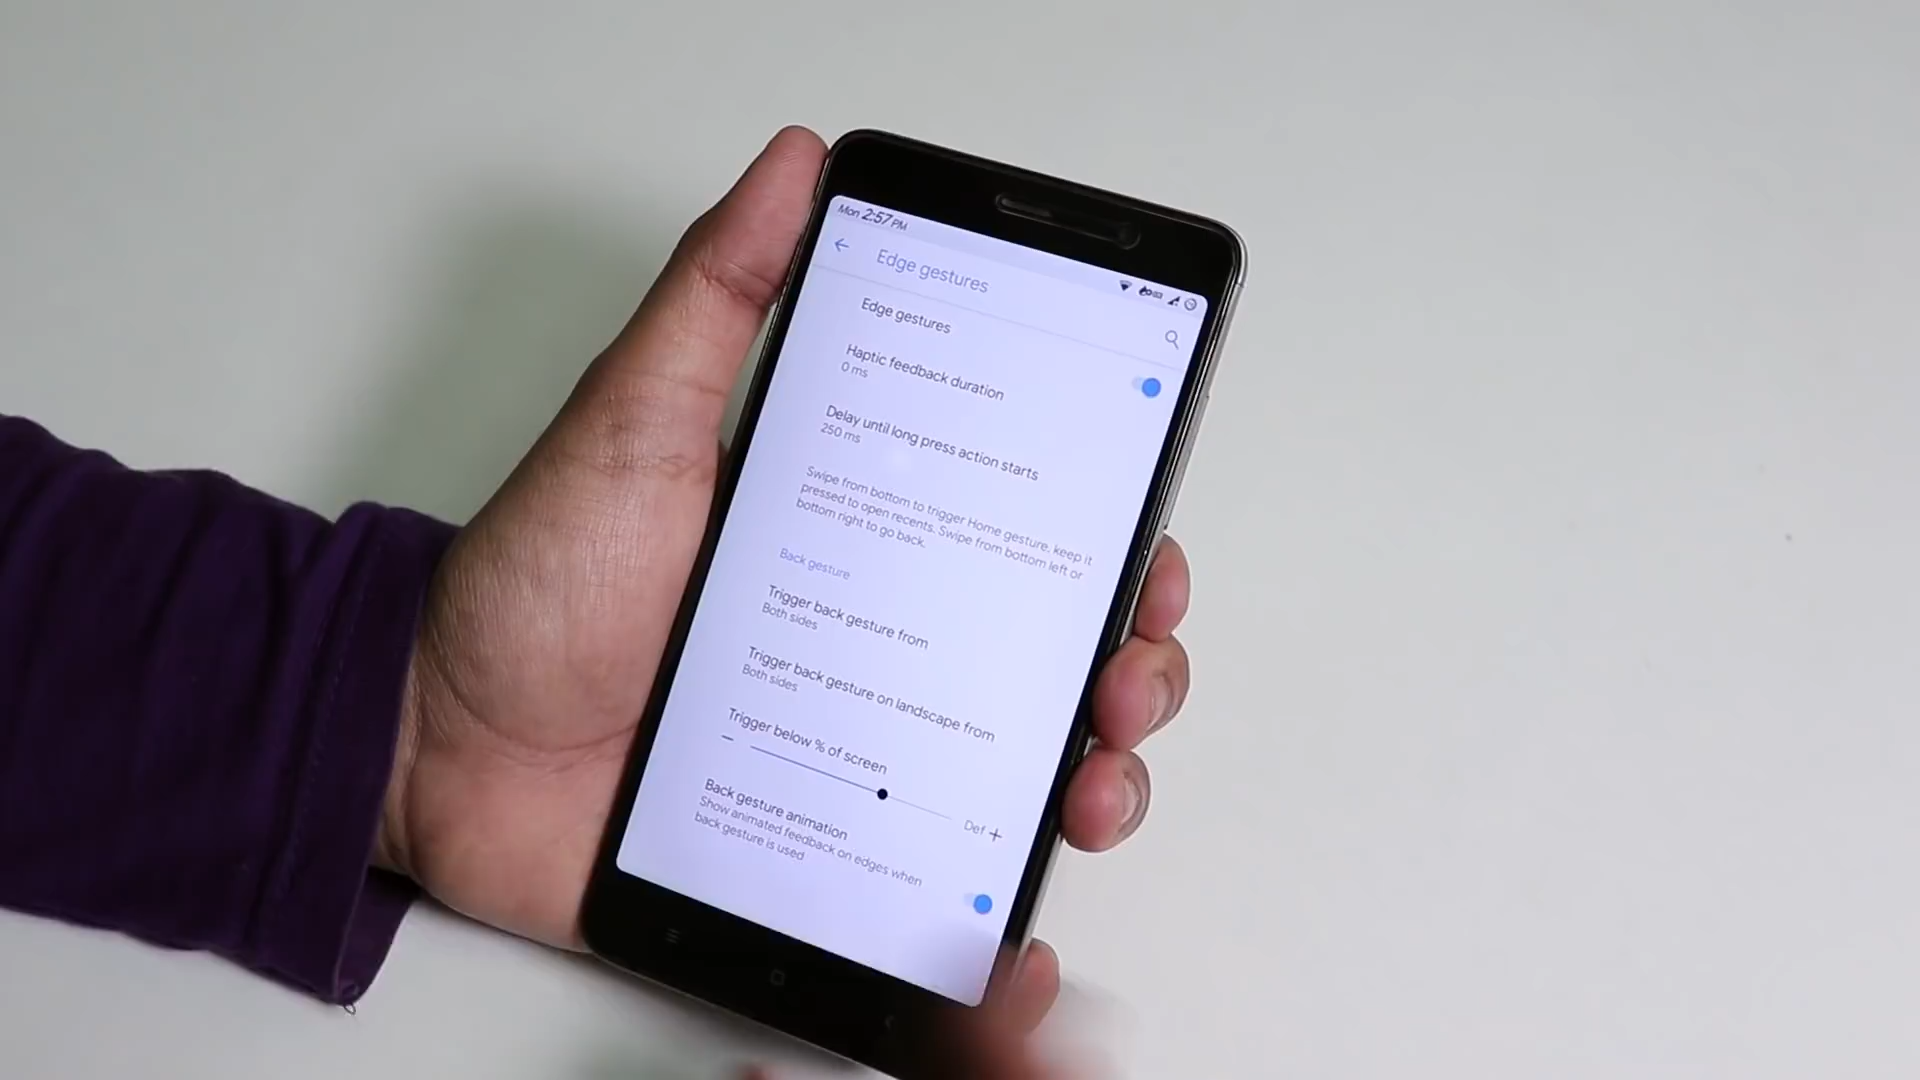 Mon 2:57 PM
Edge gestures
Edge gestures
Haptic feedback duration
0 ms
Delay until long press action starts
250 ms
Swipe from bottom to trigger Home gesture, keep it
pressed to open recents. Swipe from bottom left or
bottom right to go back.
Back gesture
Trigger back gesture from
Both sides
Trigger back gesture on landscape from
Both sides
Trigger below % of screen
Def
Back gesture animation
Show animated feedback on edges when
back gesture is used